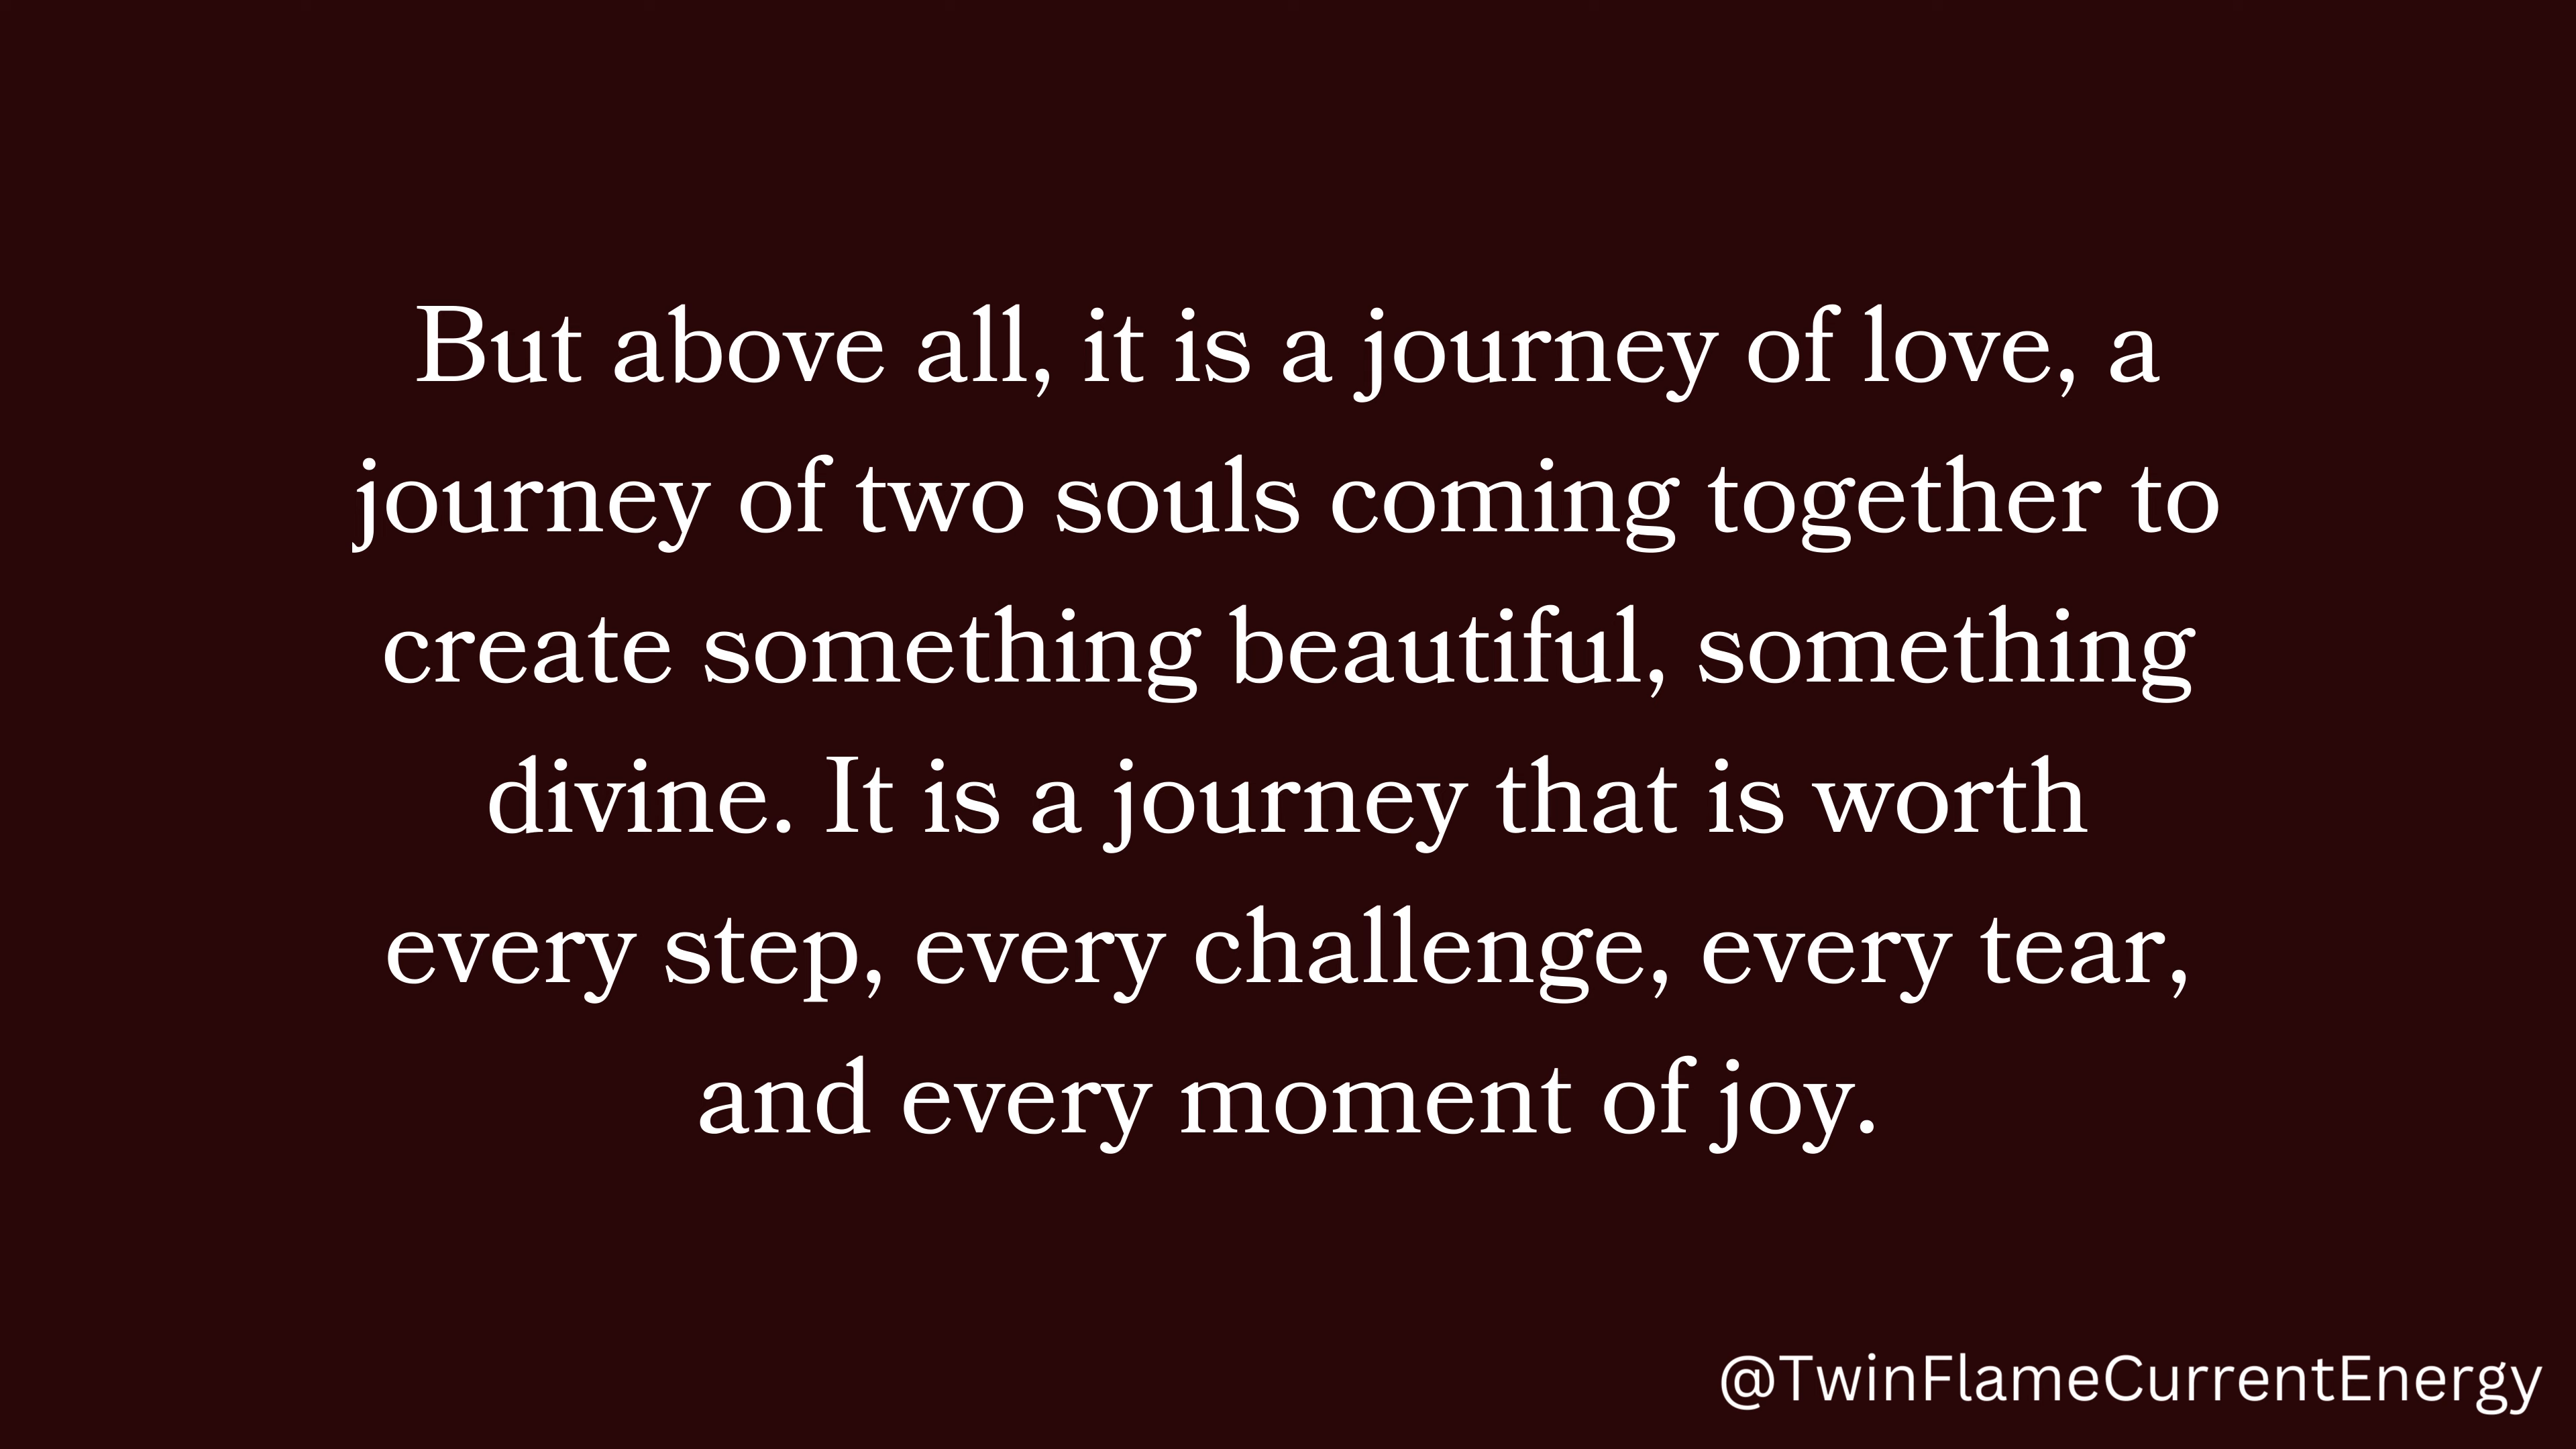 But above all, it is a journey of love, a
journey of two souls coming together to
create something beautiful, something
divine. It is a journey that is worth
every step, every challenge, every tear,
and every moment of joy.
@TwinFlameCurrentEnergy